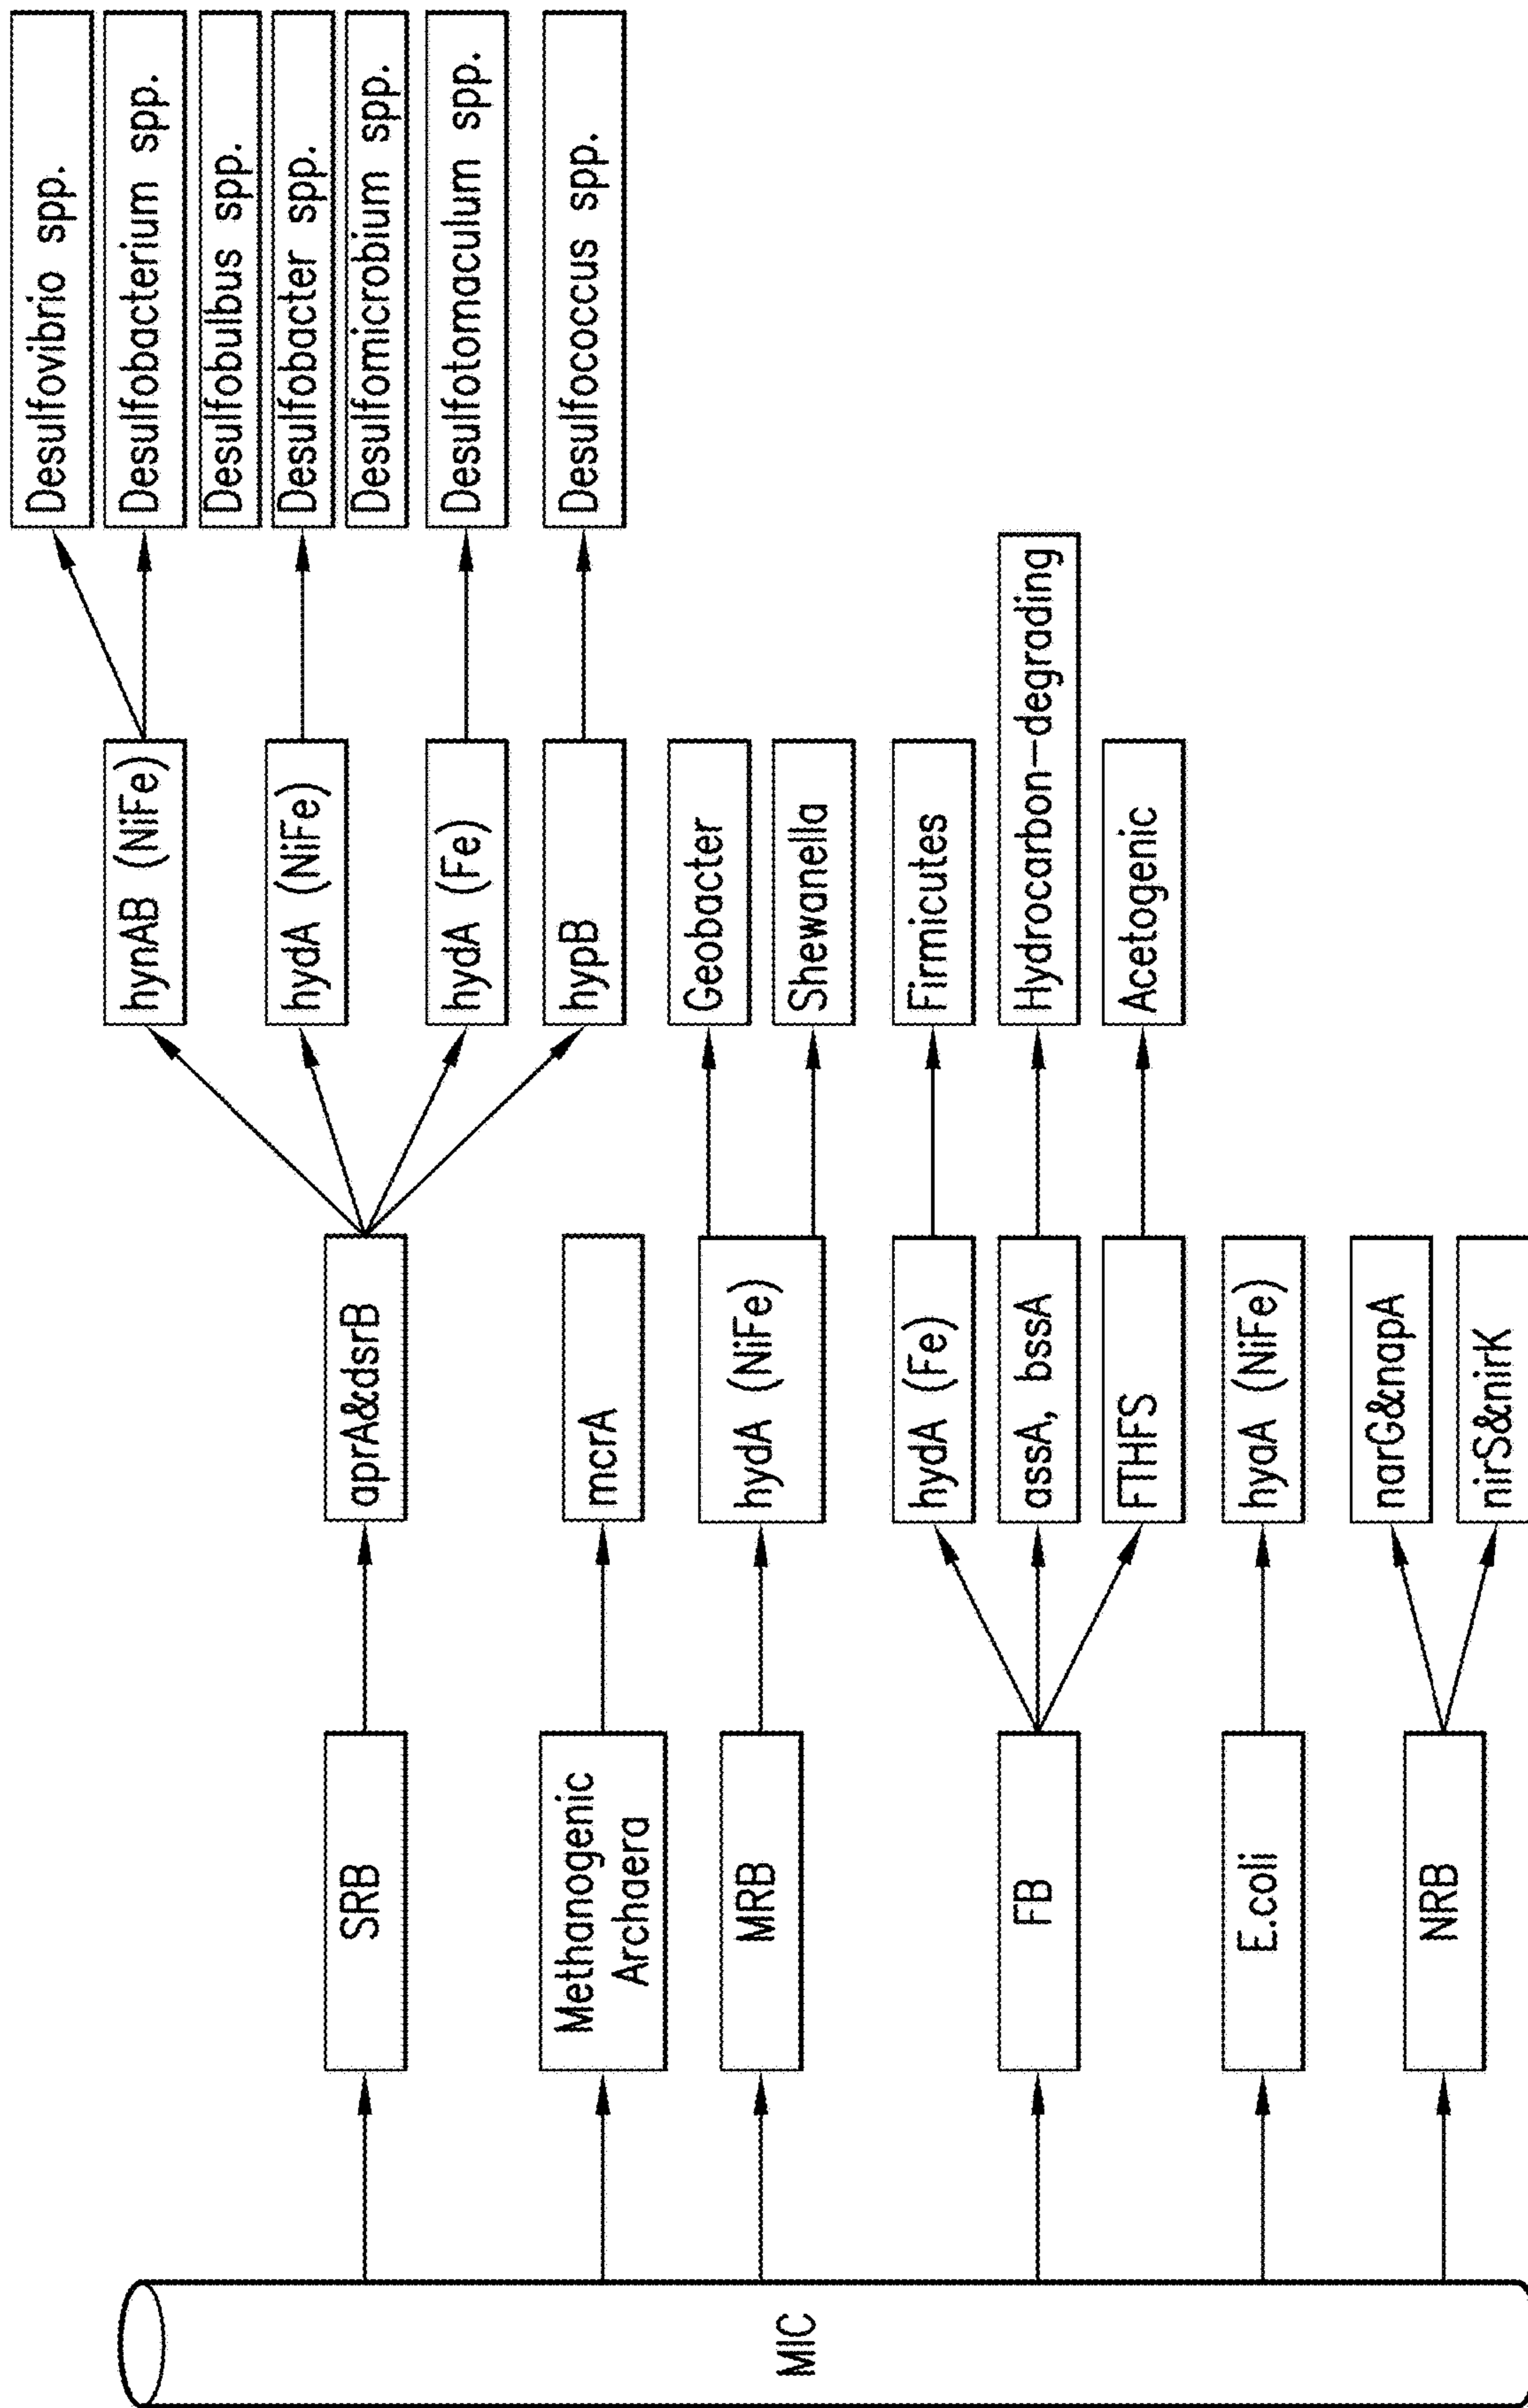 MIC
SRB
Methanogenic
Archaera
MRB
FB
E.coli
NRB
aprA&dsrB
mcrA
hydA (NiFe)
hydA (Fe)
assA, bssA
FTHFS
hyaA (NiFe)
narG&napA
nirS&nirK
hynAB (NiFe)
hydA (NiFe)
hydA (Fe)
hypB
Geobacter
Shewanella
Firmicutes
Hydrocarbon-degrading
Acetogenic
Desulfovibrio spp.
Desulfobacterium spp.
Desulfobulbus spp.
Desulfobacter spp.
Desulfomicrobium spp.
Desulfotomaculum spp.
Desulfococcus spp.